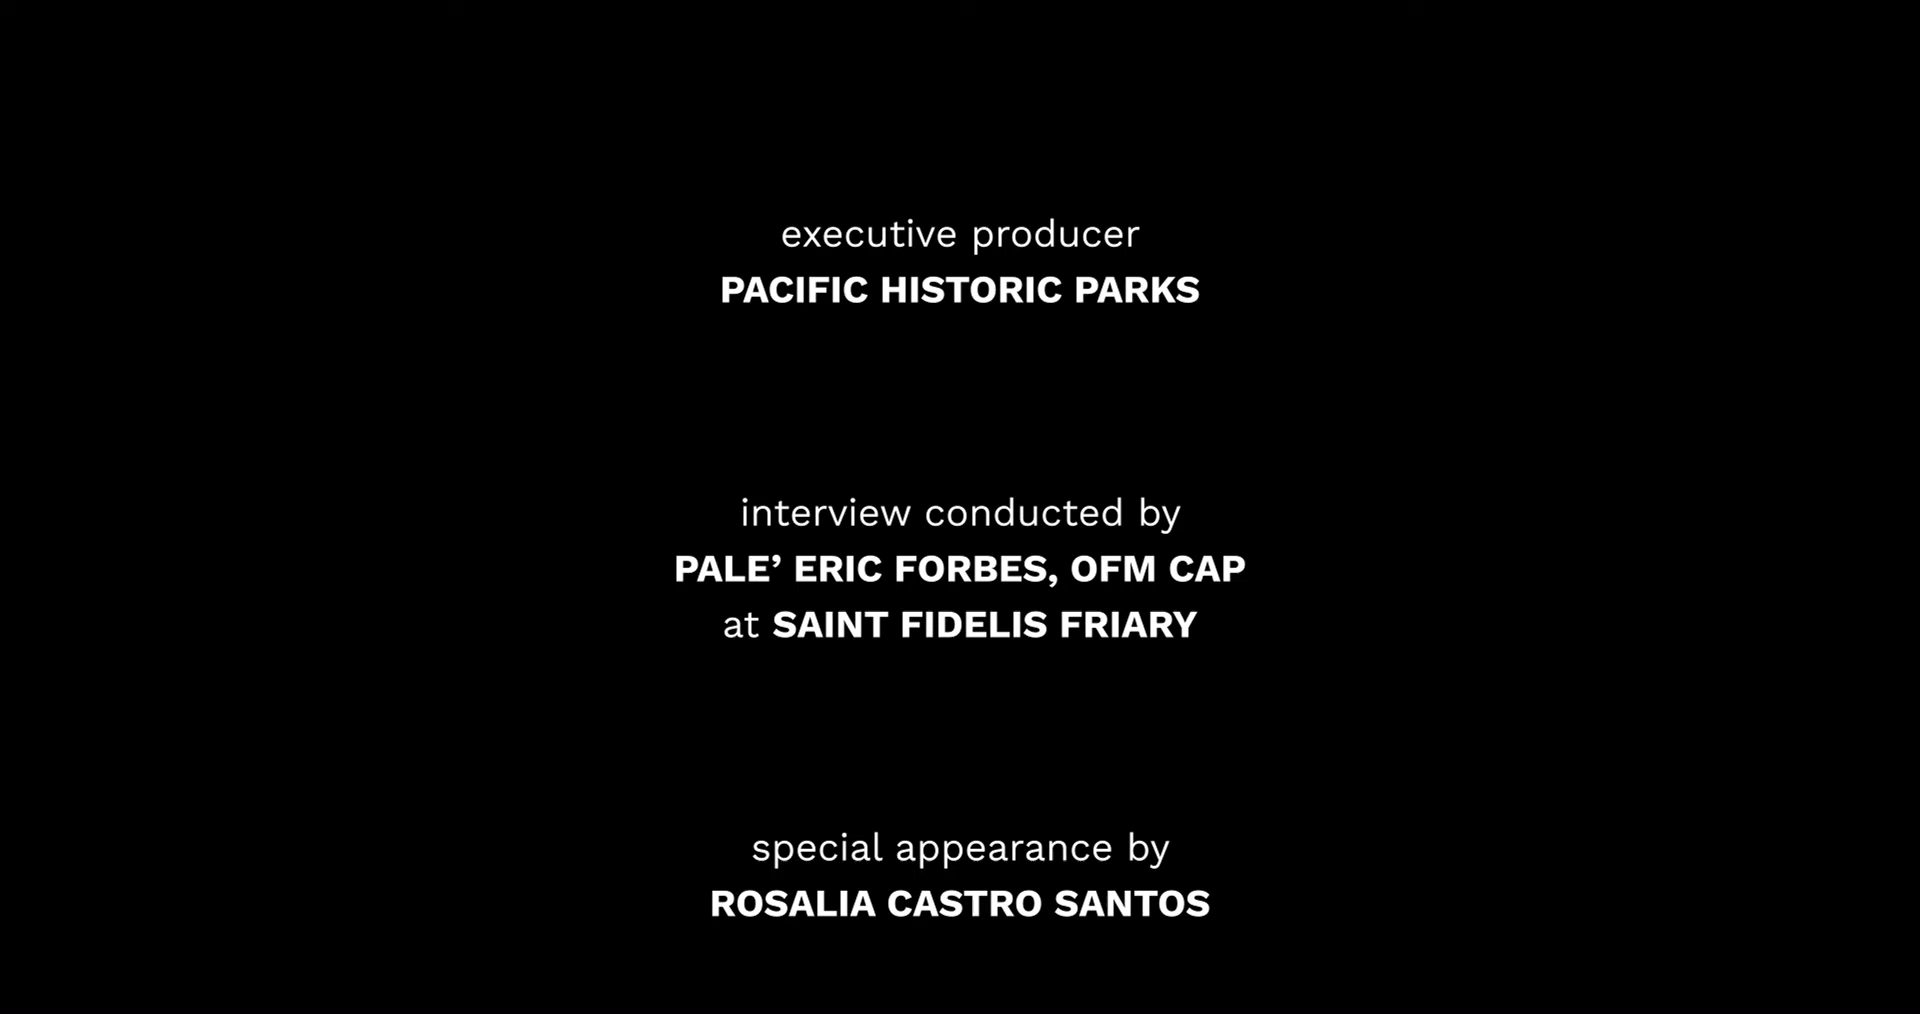 executive producer
PACIFIC HISTORIC PARKS
interview conducted by
PALE’ ERIC FORBES, OFM CAP
at SAINT FIDELIS FRIARY
special appearance by
ROSALIA CASTRO SANTOS